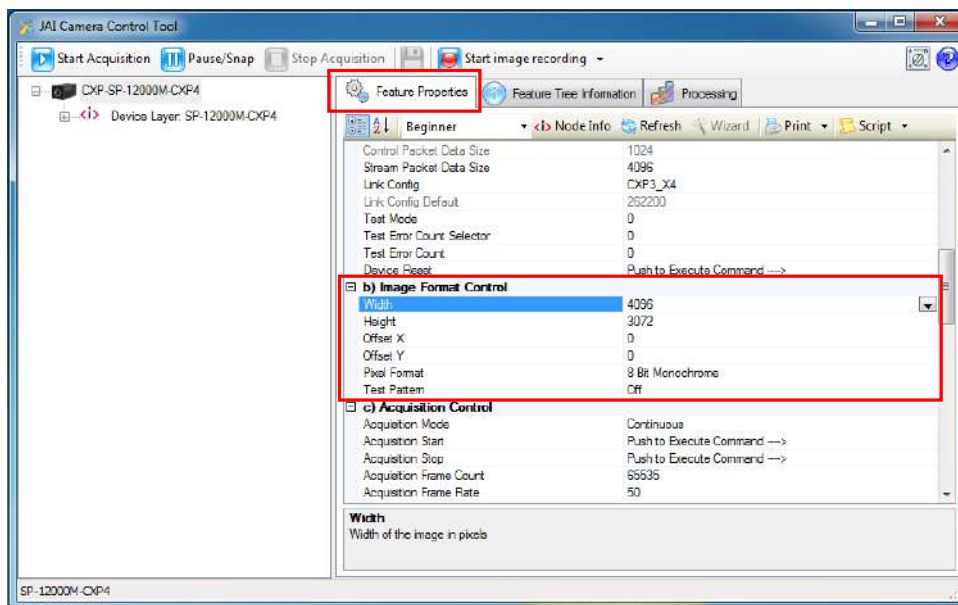 JAI Camera Control Tool
Start Acquisition Pause/Snap Stop Acquisition Start image recording
CXP-SP-12000M-CXP4
<i> Device Layer: SP-12000M-CXP4
Feature Properties Feature Tree Information Processing
Beginner <i> Node Info Refresh Wizard Print Script
Control Packet Data Size 1024
Stream Packet Data Size 4096
Link Config CXP3_X4
Link Config Default 262200
Test Mode 0
Test Error Count Selector 0
Test Error Count 0
Device Reset Push to Execute Command --->
b) Image Format Control
Width 4096
Height 3072
Offset X 0
Offset Y 0
Pixel Format 8 Bit Monochrome
Test Pattern Off
c) Acquisition Control
Acquisition Mode Continuous
Acquisition Start Push to Execute Command --->
Acquisition Stop Push to Execute Command --->
Acquisition Frame Count 65535
Acquisition Frame Rate 50
Width
Width of the image in pixels
SP-12000M-CXP4